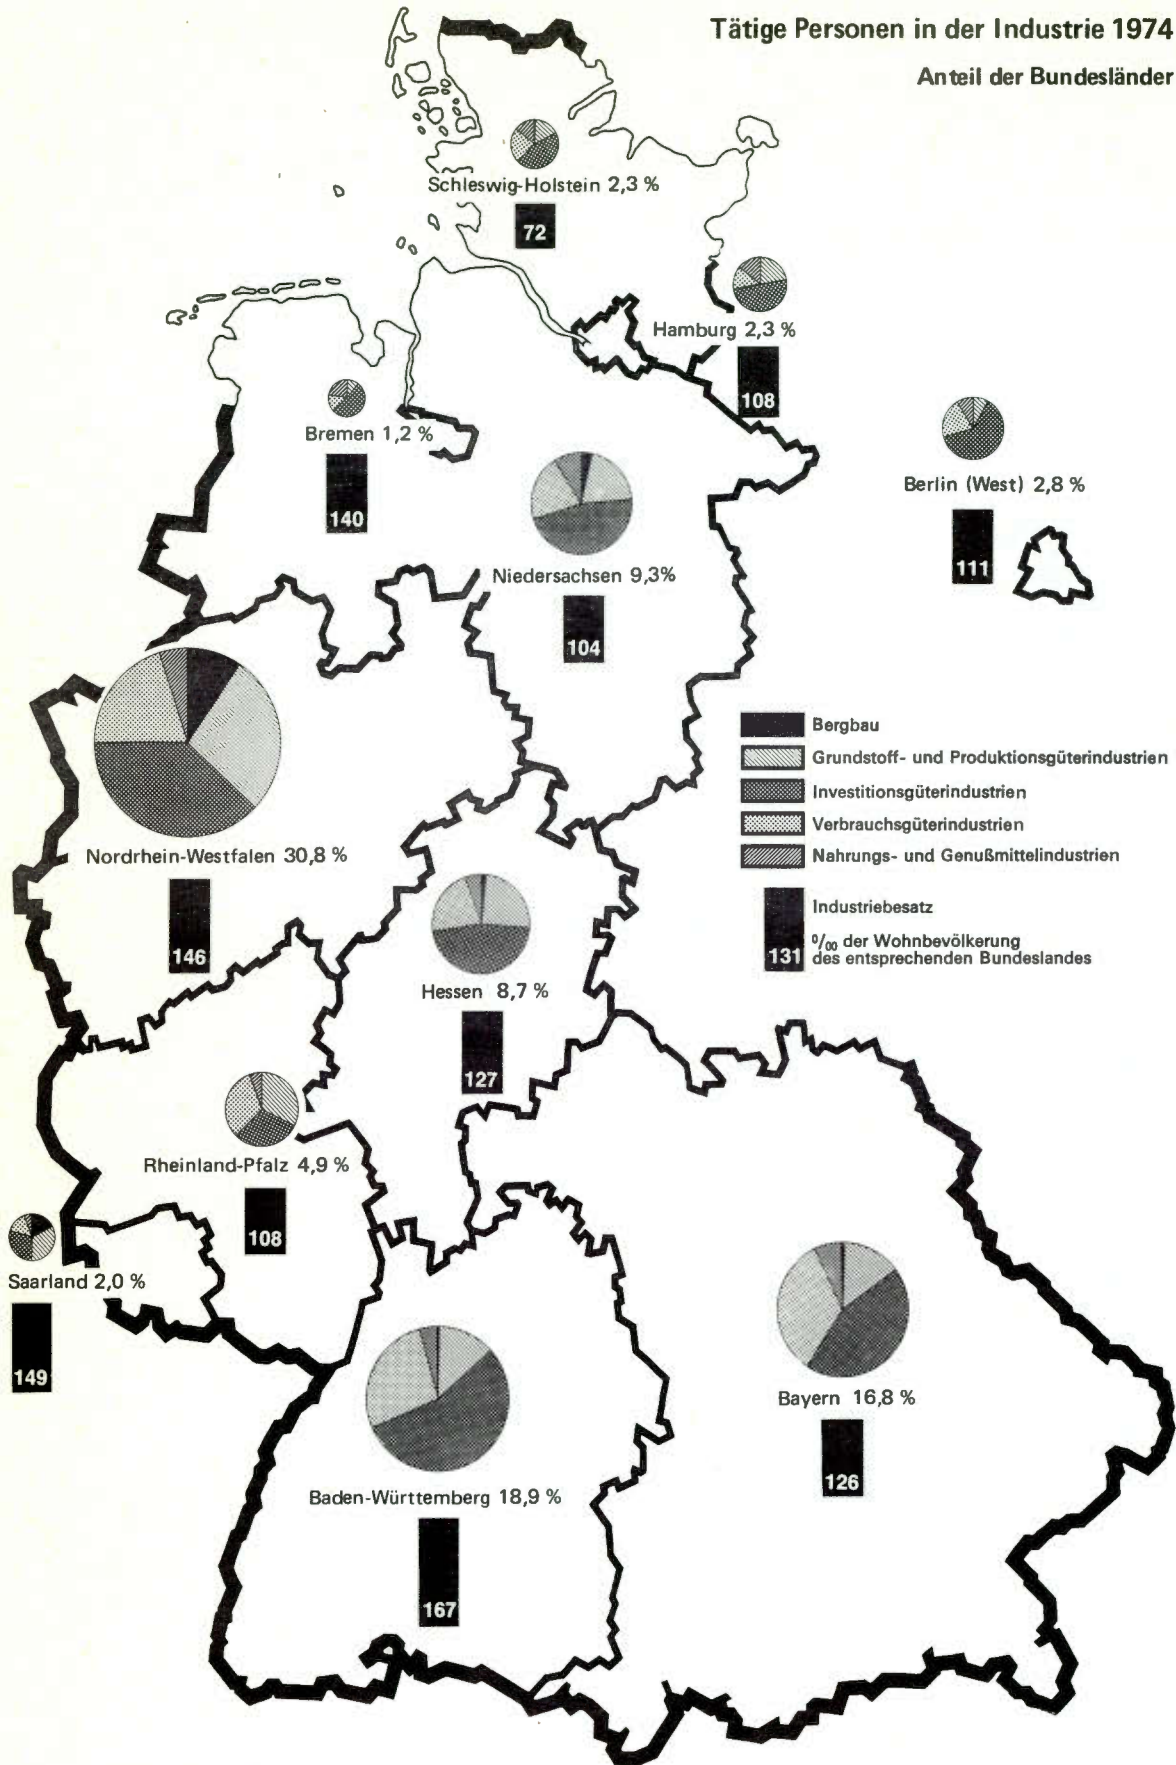 Tätige Personen in der Industrie 1974
Anteil der Bundesländer
Schleswig-Holstein 2,3 %
72
Hamburg 2,3 %
108
Bremen 1,2 %
140
Berlin (West) 2,8 %
111
Niedersachsen 9,3%
104
Bergbau
Grundstoff- und Produktionsgüterindustrien
Investitionsgüterindustrien
Verbrauchsgüterindustrien
Nahrungs- und Genußmittelindustrien
Industriebesatz
131
⁰/₀₀ der Wohnbevölkerung
des entsprechenden Bundeslandes
Nordrhein-Westfalen 30,8 %
146
Hessen 8,7 %
127
Rheinland-Pfalz 4,9 %
108
Saarland 2,0 %
149
Bayern 16,8 %
126
Baden-Württemberg 18,9 %
167